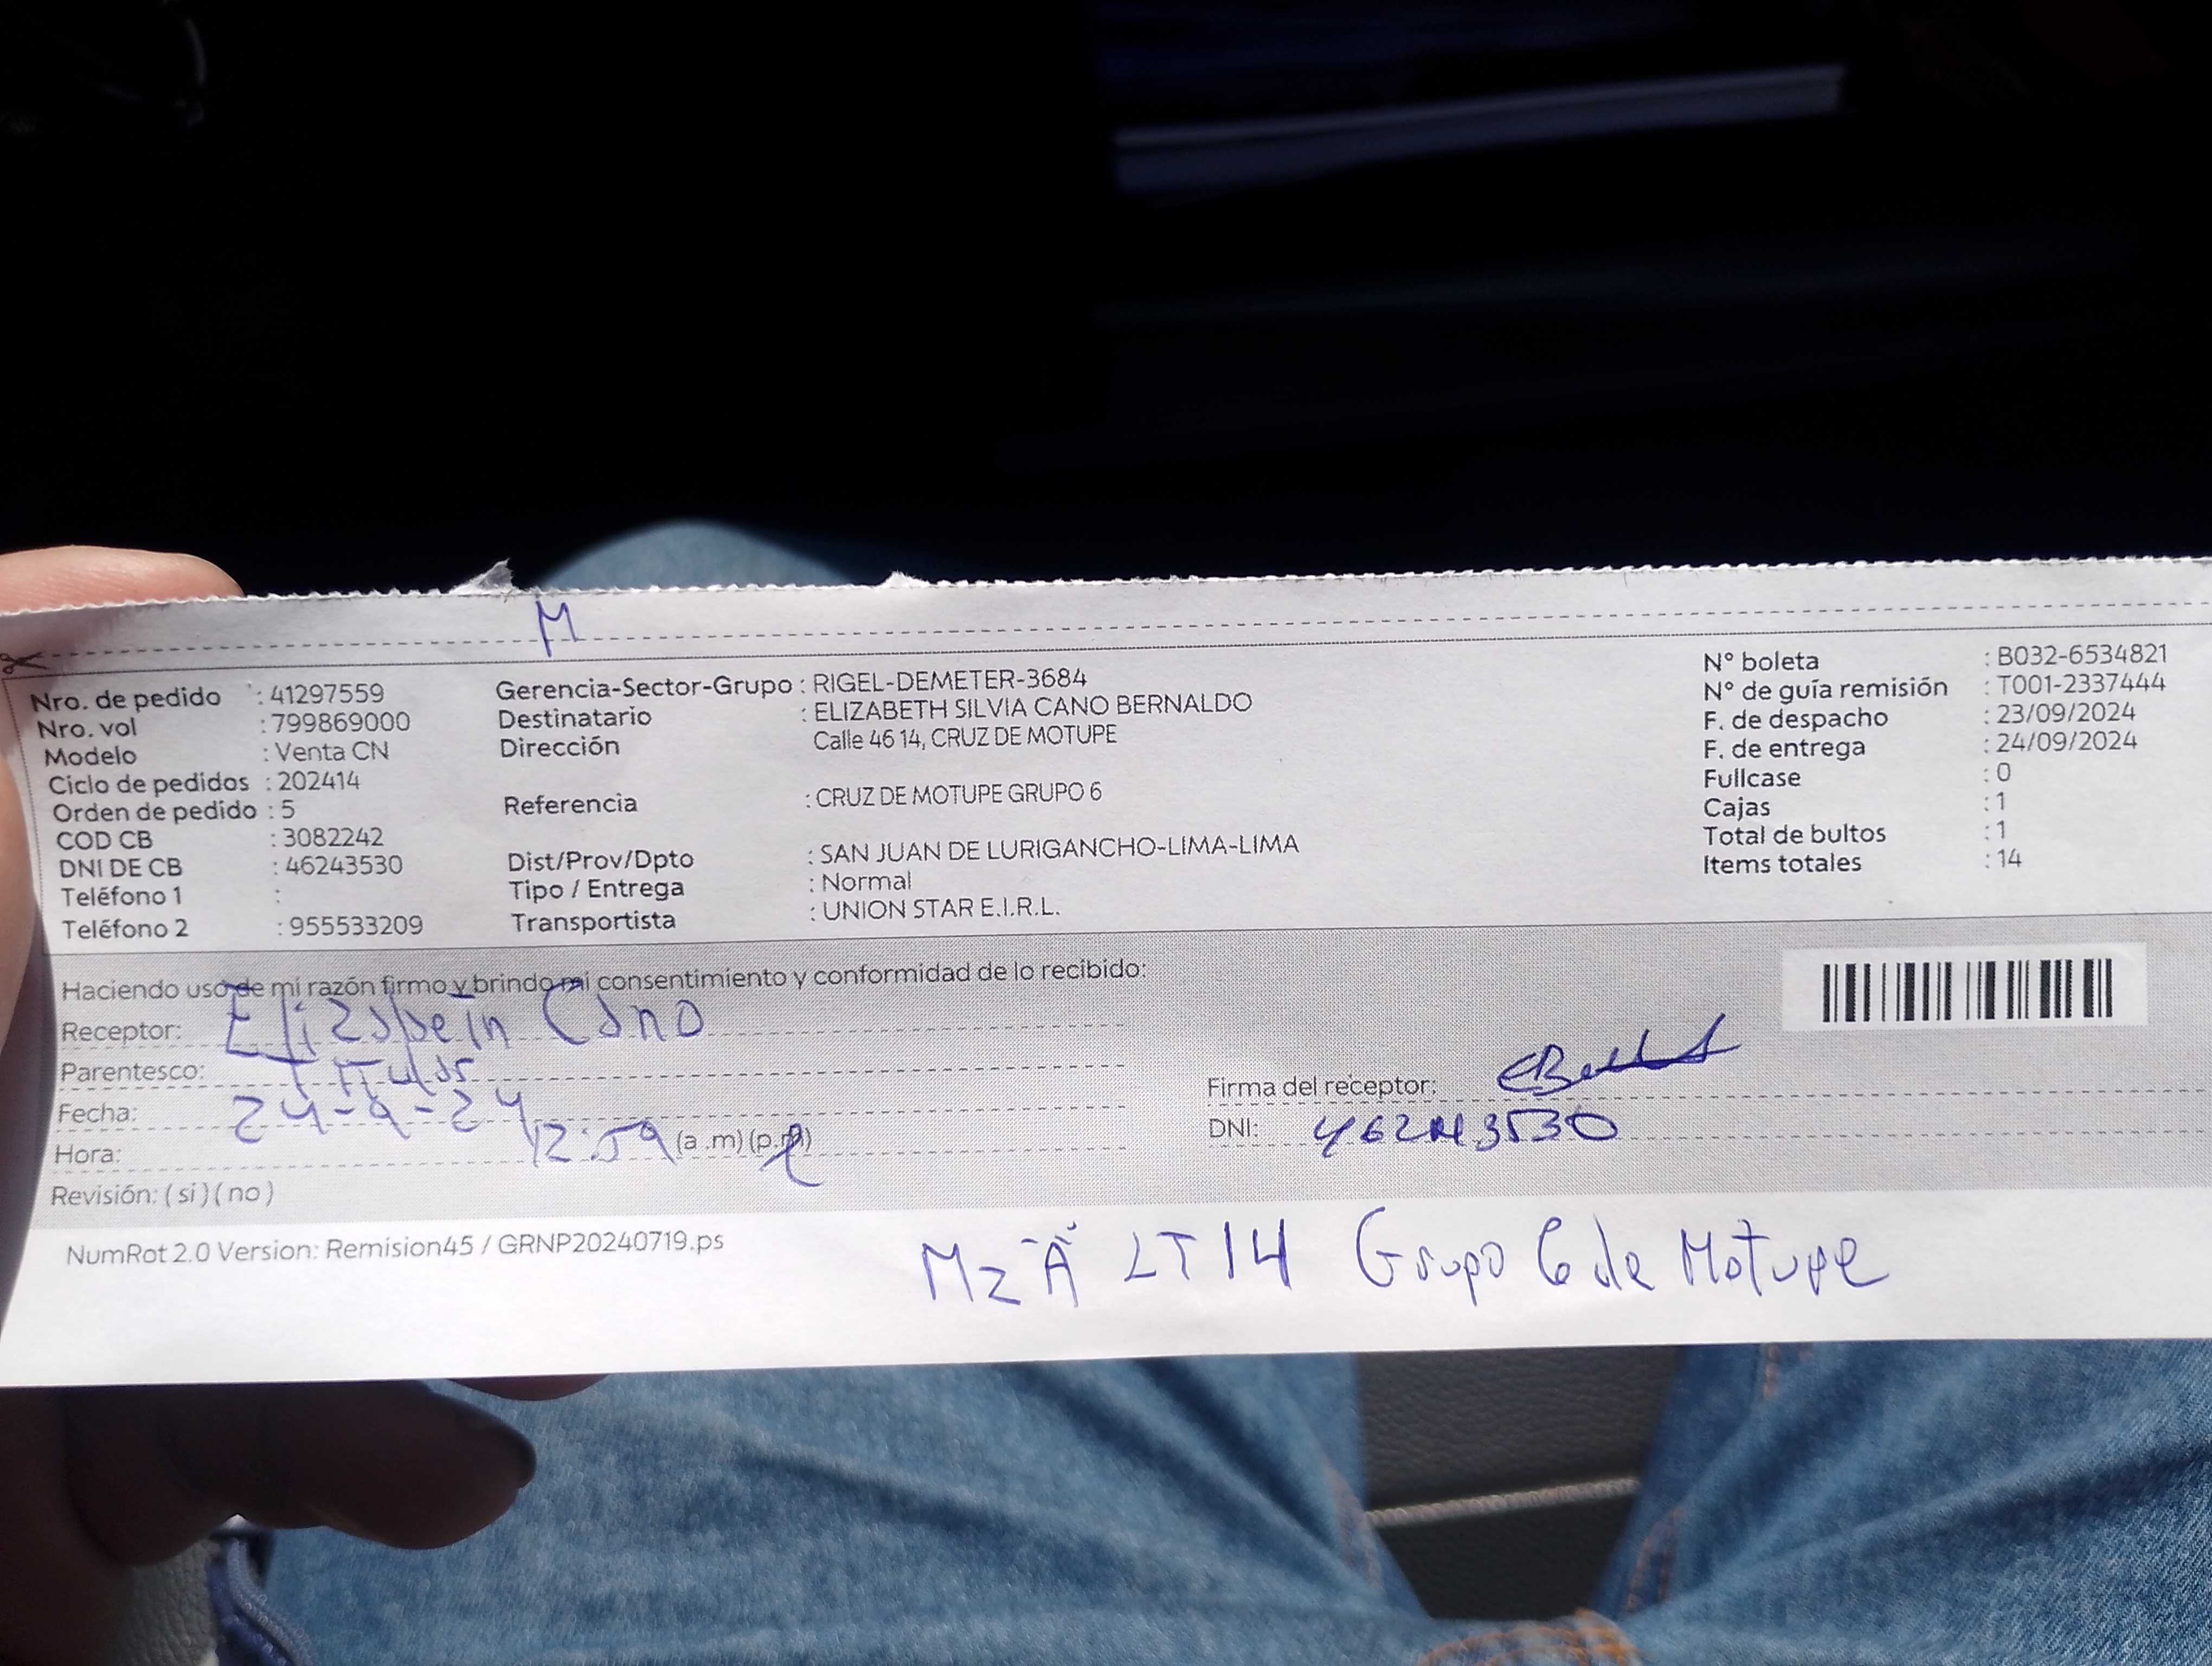 M
Nro. de pedido : 41297559
Nro. vol : 799869000
Modelo : Venta CN
Ciclo de pedidos : 202414
Orden de pedido : 5
COD CB : 3082242
DNI DE CB : 46243530
Teléfono 1 :
Teléfono 2 : 955533209
Gerencia-Sector-Grupo : RIGEL-DEMETER-3684
Destinatario : ELIZABETH SILVIA CANO BERNALDO
Dirección Calle 46 14, CRUZ DE MOTUPE
Referencia : CRUZ DE MOTUPE GRUPO 6
Dist/Prov/Dpto : SAN JUAN DE LURIGANCHO-LIMA-LIMA
Tipo / Entrega : Normal
Transportista : UNION STAR E.I.R.L.
N° boleta : B032-6534821
N° de guía remisión : T001-2337444
F. de despacho : 23/09/2024
F. de entrega : 24/09/2024
Fullcase : 0
Cajas : 1
Total de bultos : 1
Items totales : 14
Haciendo uso de mi razón firmo y brindo mi consentimiento y conformidad de lo recibido:
Receptor: Elizabeth Cano
Parentesco: Titular
Fecha: 24-9-24
Hora: 12:59 (a.m) (p.m)
Revisión: (si) (no)
Firma del receptor:
DNI: 46243530
NumRot 2.0 Version: Remision45 / GRNP20240719.ps
Mz "A" LT 14 Grupo 6 de Motupe